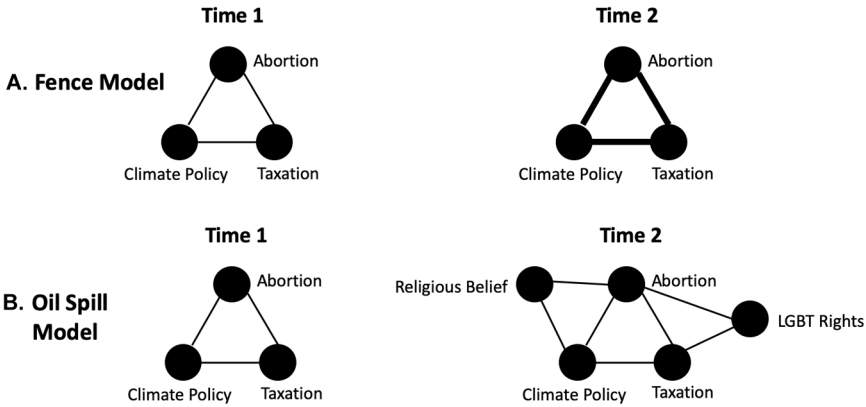 Time 1
Time 2
A. Fence Model
Abortion
Climate Policy
Taxation
Abortion
Climate Policy
Taxation
Time 1
Time 2
B. Oil Spill
Model
Abortion
Climate Policy
Taxation
Religious Belief
Abortion
LGBT Rights
Climate Policy
Taxation